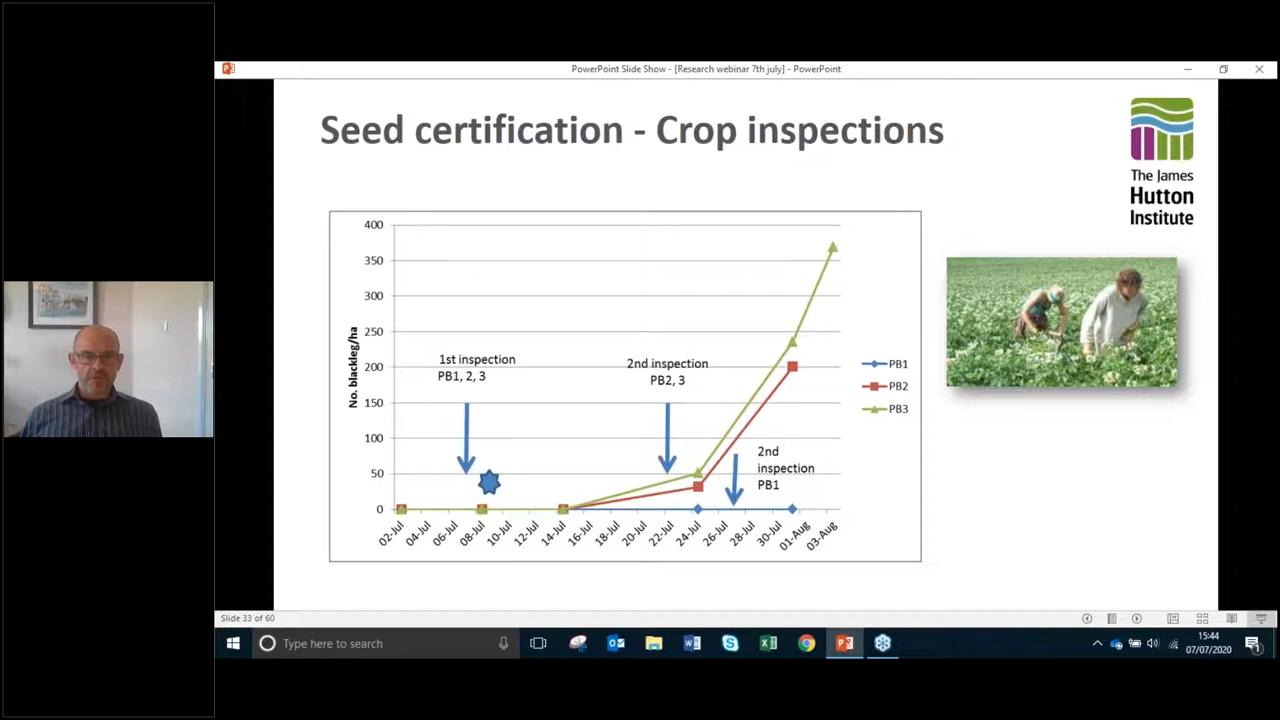 PowerPoint Slide Show - [Research webinar 7th july] - PowerPoint
Seed certification - Crop inspections
The James
Hutton
Institute
400
350
300
250
200
150
100
50
0
No. blackleg/ha
1st inspection
PB1, 2, 3
2nd inspection
PB2, 3
2nd
inspection
PB1
PB1
PB2
PB3
02-Jul
04-Jul
06-Jul
08-Jul
10-Jul
12-Jul
14-Jul
16-Jul
18-Jul
20-Jul
22-Jul
24-Jul
26-Jul
28-Jul
30-Jul
01-Aug
03-Aug
Slide 33 of 60
Type here to search
15:44
07/07/2020